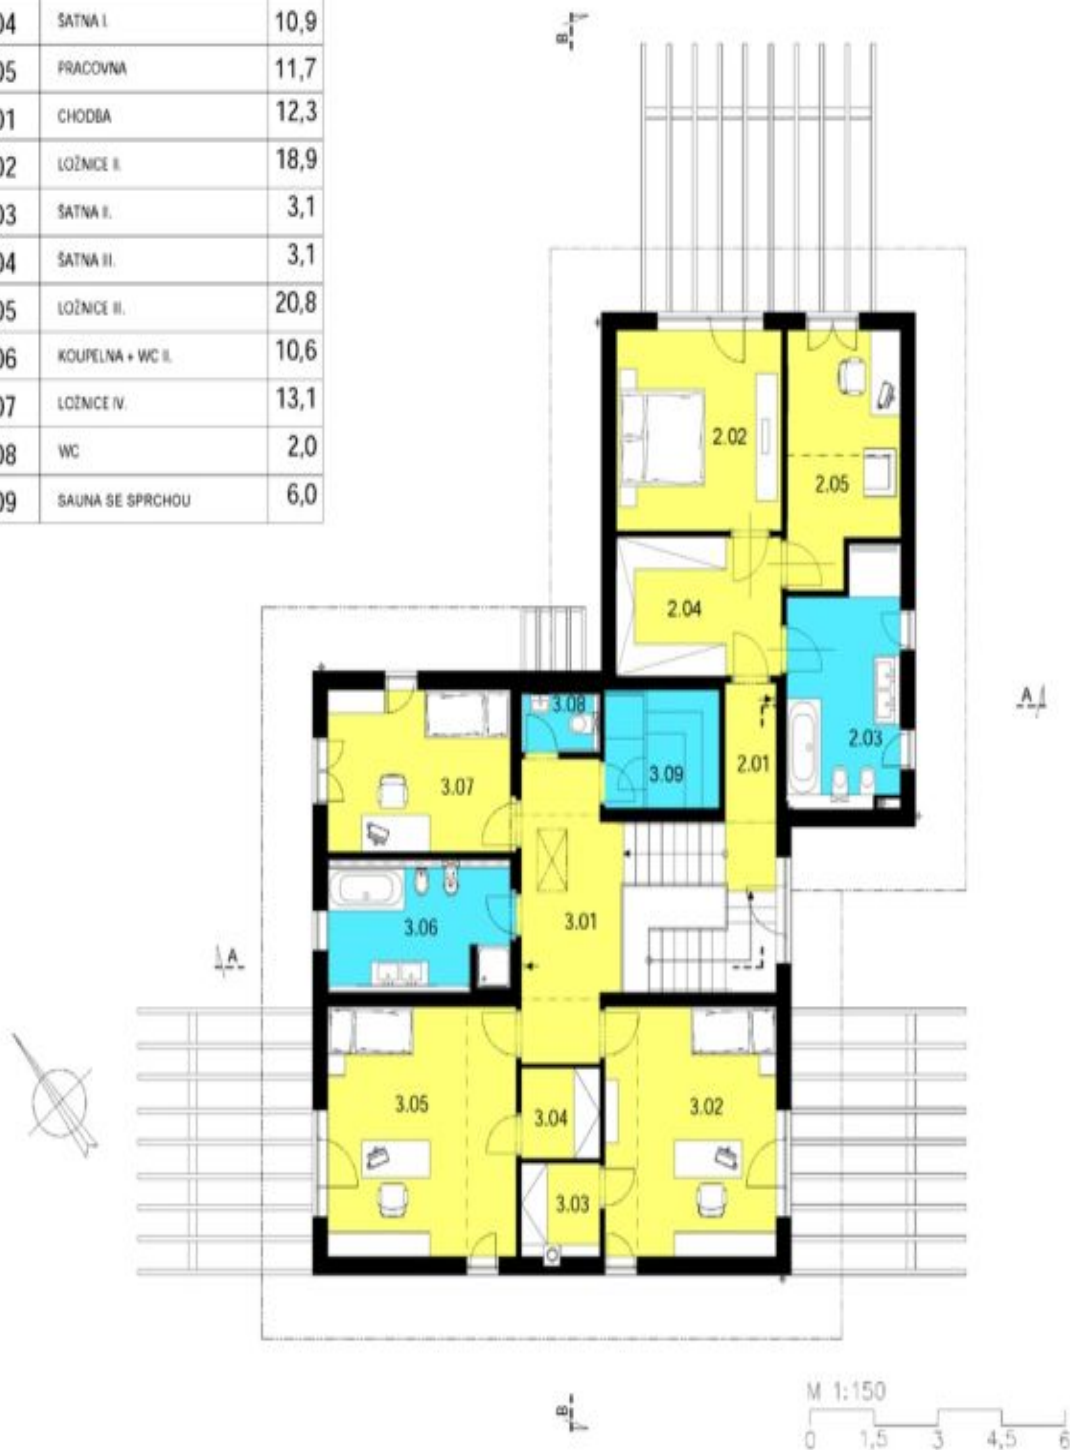 04 ŠATNA I. 10,9
05 PRACOVNA 11,7
01 CHODBA 12,3
02 LOŽNICE II. 18,9
03 ŠATNA II. 3,1
04 ŠATNA III. 3,1
05 LOŽNICE III. 20,8
06 KOUPELNA + WC II. 10,6
07 LOŽNICE IV. 13,1
08 WC 2,0
09 SAUNA SE SPRCHOU 6,0
B
2.02
2.05
2.04
A
3.08
2.03
2.01
3.09
3.07
3.06
3.01
A
3.05
3.04
3.02
3.03
B
M 1:150
0 1,5 3 4,5 6